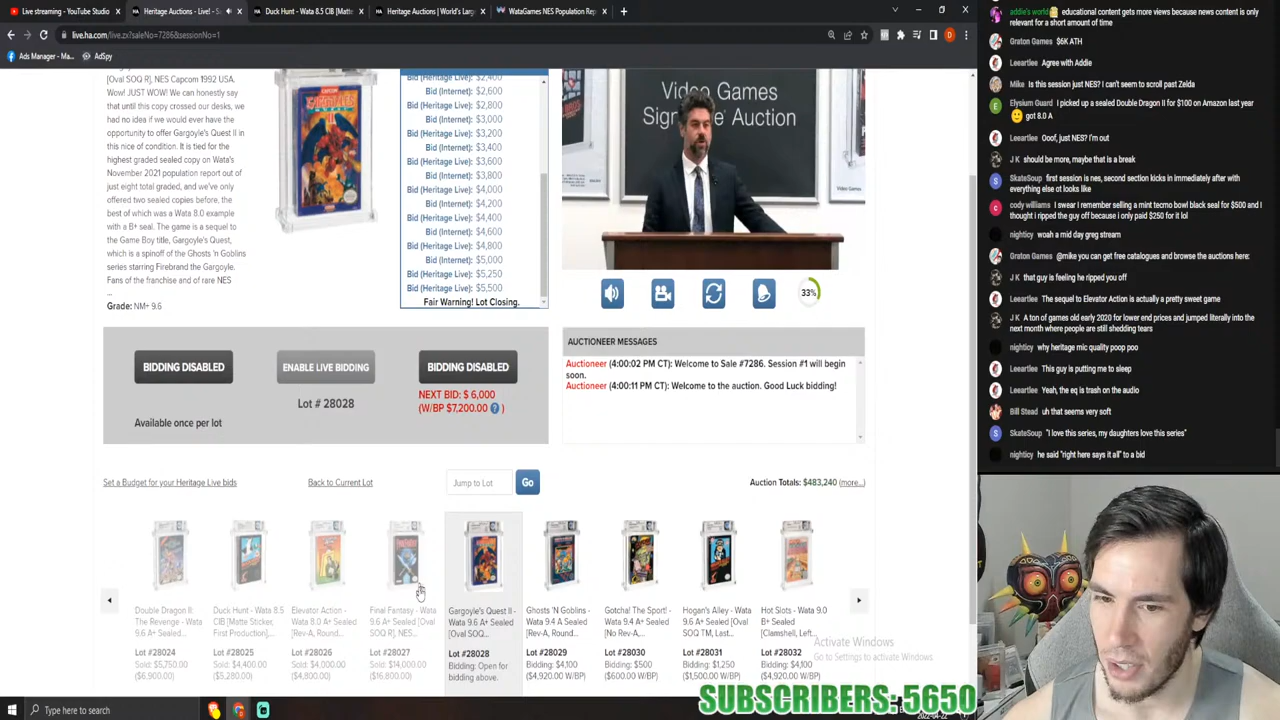 Live streaming - YouTube Studio
Heritage Auctions - Live! - S
Duck Hunt - Wata 8.5 CIB [Matte
Heritage Auctions | World's Larg
WataGames NES Population Rep
live.ha.com/live.zx?saleNo=7286&sessionNo=1
Ads Manager - Ma...
AdSpy
[Oval SOQ R], NES Capcom 1992 USA.
Wow! JUST WOW! We can honestly say
that until this copy crossed our desks, we
had no idea if we would ever have the
opportunity to offer Gargoyle's Quest II in
this nice of condition. It is tied for the
highest graded sealed copy on Wata's
November 2021 population report out of
just eight total graded, and we've only
offered two sealed copies before, the
best of which was a Wata 8.0 example
with a B+ seal. The game is a sequel to
the Game Boy title, Gargoyle's Quest,
which is a spinoff of the Ghosts 'n Goblins
series starring Firebrand the Gargoyle.
Fans of the franchise and of rare NES
...
Grade: NM+ 9.6
Bid (Heritage Live): $2,400
Bid (Internet): $2,600
Bid (Heritage Live): $2,800
Bid (Internet): $3,000
Bid (Heritage Live): $3,200
Bid (Internet): $3,400
Bid (Heritage Live): $3,600
Bid (Internet): $3,800
Bid (Heritage Live): $4,000
Bid (Internet): $4,200
Bid (Heritage Live): $4,400
Bid (Internet): $4,600
Bid (Heritage Live): $4,800
Bid (Internet): $5,000
Bid (Heritage Live): $5,250
Bid (Heritage Live): $5,500
Fair Warning! Lot Closing.
Video Games
Auction
Video Games
33%
BIDDING DISABLED
ENABLE LIVE BIDDING
BIDDING DISABLED
Lot # 28028
NEXT BID: $ 6,000
(W/BP $7,200.00 ? )
Available once per lot
AUCTIONEER MESSAGES
Auctioneer (4:00:02 PM CT): Welcome to Sale #7286. Session #1 will begin
soon.
Auctioneer (4:00:11 PM CT): Welcome to the auction. Good Luck bidding!
Set a Budget for your Heritage Live bids
Back to Current Lot
Jump to Lot
Go
Auction Totals: $483,240 (more...)
Double Dragon II:
The Revenge - Wata
9.6 A+ Sealed...
Lot #28024
Sold: $5,750.00
($6,900.00)
Duck Hunt - Wata 8.5
CIB [Matte Sticker,
First Production],...
Lot #28025
Sold: $4,400.00
($5,280.00)
Elevator Action -
Wata 8.0 A+ Sealed
[Rev-A, Round...
Lot #28026
Sold: $4,000.00
($4,800.00)
Final Fantasy - Wata
9.6 A+ Sealed [Oval
SOQ R], NES...
Lot #28027
Sold: $14,000.00
($16,800.00)
Gargoyle's Quest II -
Wata 9.6 A+ Sealed
[Oval SOQ...
Lot #28028
Bidding: Open for
bidding above.
Ghosts 'N Goblins -
Wata 9.4 A Sealed
[Rev-A, Round...
Lot #28029
Bidding: $4,100
($4,920.00 W/BP)
Gotcha! The Sport! -
Wata 9.4 A+ Sealed
[No Rev-A,...
Lot #28030
Bidding: $500
($600.00 W/BP)
Hogan's Alley - Wata
9.6 A+ Sealed [Oval
SOQ TM, Last...
Lot #28031
Bidding: $1,250
($1,500.00 W/BP)
Hot Slots - Wata 9.0
B+ Sealed
[Clamshell, Left...
Lot #28032
Bidding: $4,100
($4,920.00 W/BP)
Activate Windows
Go to Settings to activate Windows.
SUBSCRIBERS: 5650
Type here to search
addie's world educational content gets more views because news content is only
relevant for a short amount of time
Graton Games $6K ATH
Leeartlee Agree with Addie
Mike Is this session just NES? I can't seem to scroll past Zelda
Elysium Guard I picked up a sealed Double Dragon II for $100 on Amazon last year
got 8.0 A
Leeartlee Ooof, just NES? I'm out
J K should be more, maybe that is a break
SkateSoup first session is nes, second section kicks in immediately after with
everything else ot looks like
cody williams I swear I remember selling a mint tecmo bowl black seal for $500 and I
thought i ripped the guy off because i only paid $250 for it lol
nighticy woah a mid day greg stream
Graton Games @mike you can get free catalogues and browse the auctions here:
J K that guy is feeling he ripped you off
Leeartlee The sequel to Elevator Action is actually a pretty sweet game
J K A ton of games old early 2020 for lower end prices and jumped literally into the
next month where people are still shedding tears
nighticy why heritage mic quality poop poo
Leeartlee This guy is putting me to sleep
Leeartlee Yeah, the eq is trash on the audio
Bill Stead uh that seems very soft
SkateSoup "I love this series, my daughters love this series"
nighticy he said "right here says it all" to a bid